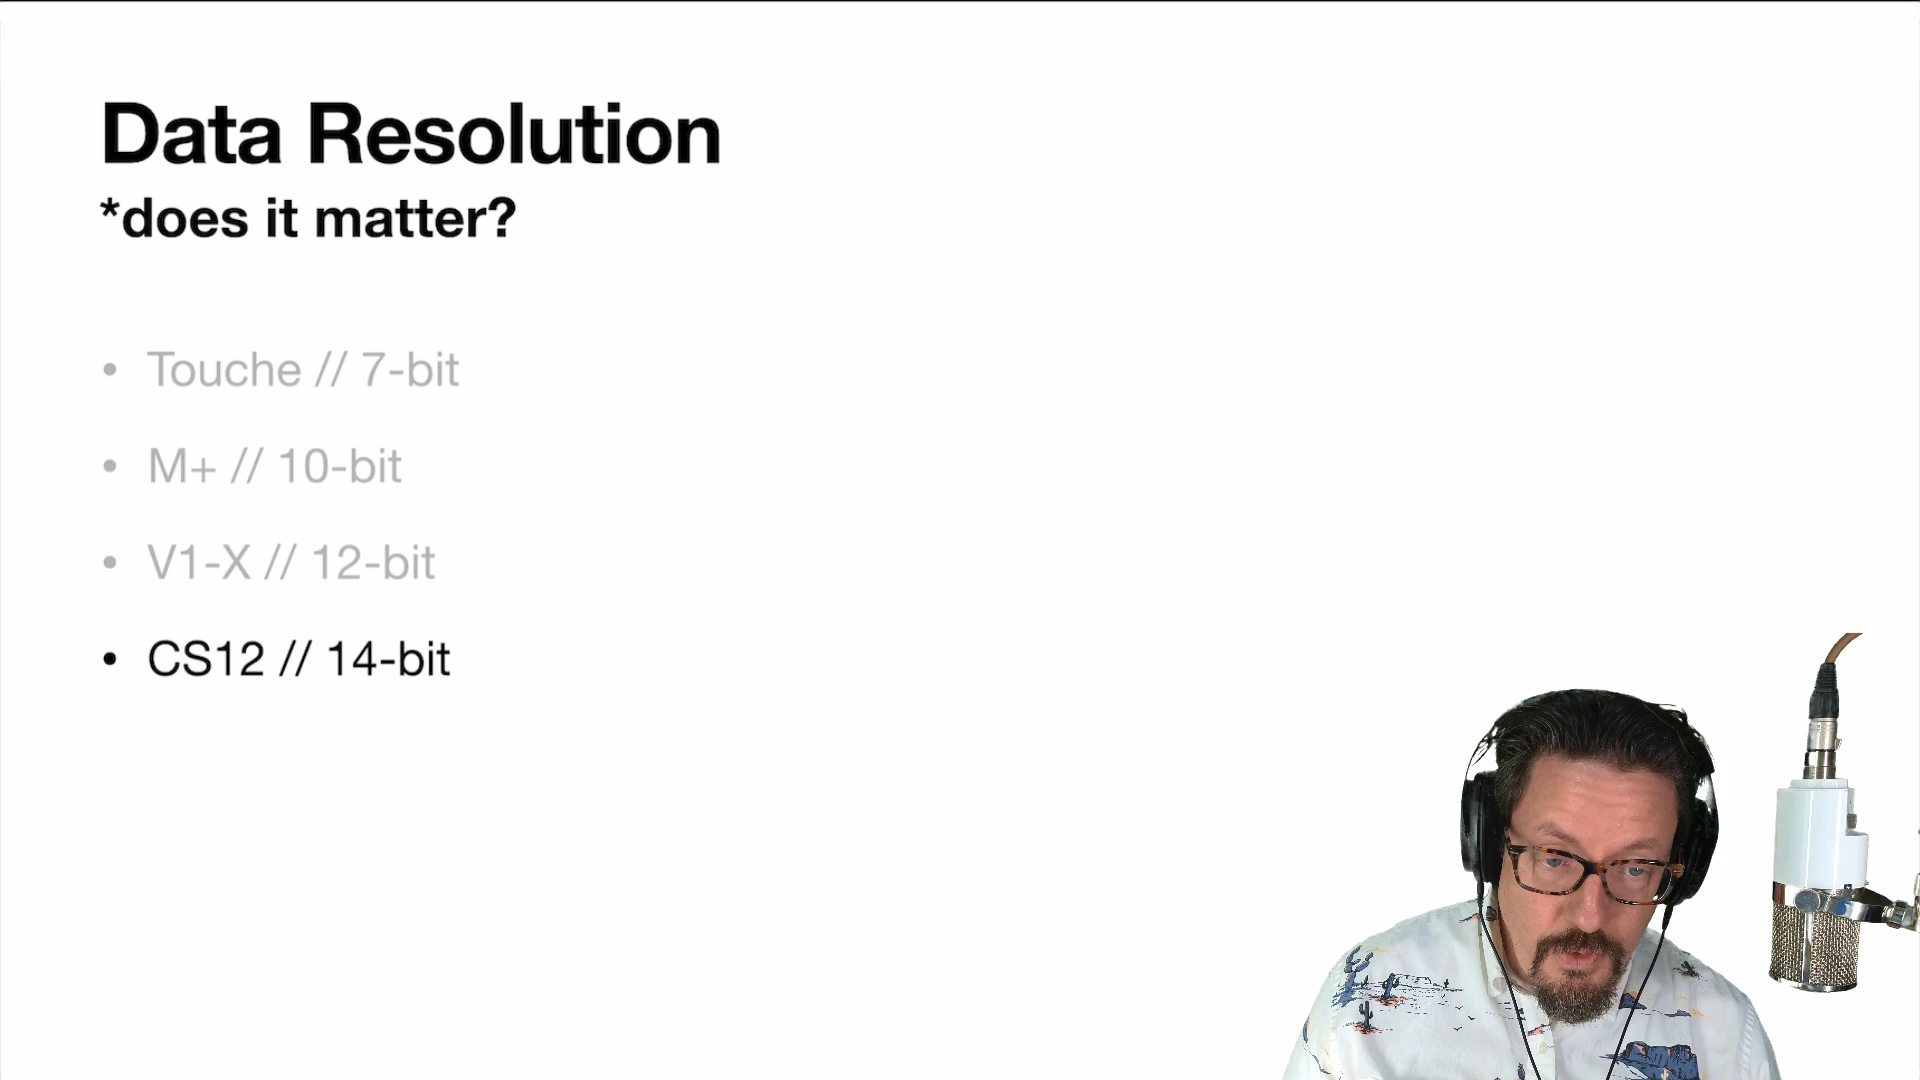 Data Resolution
*does it matter?
• Touche // 7-bit
• M+ // 10-bit
• V1-X // 12-bit
• CS12 // 14-bit